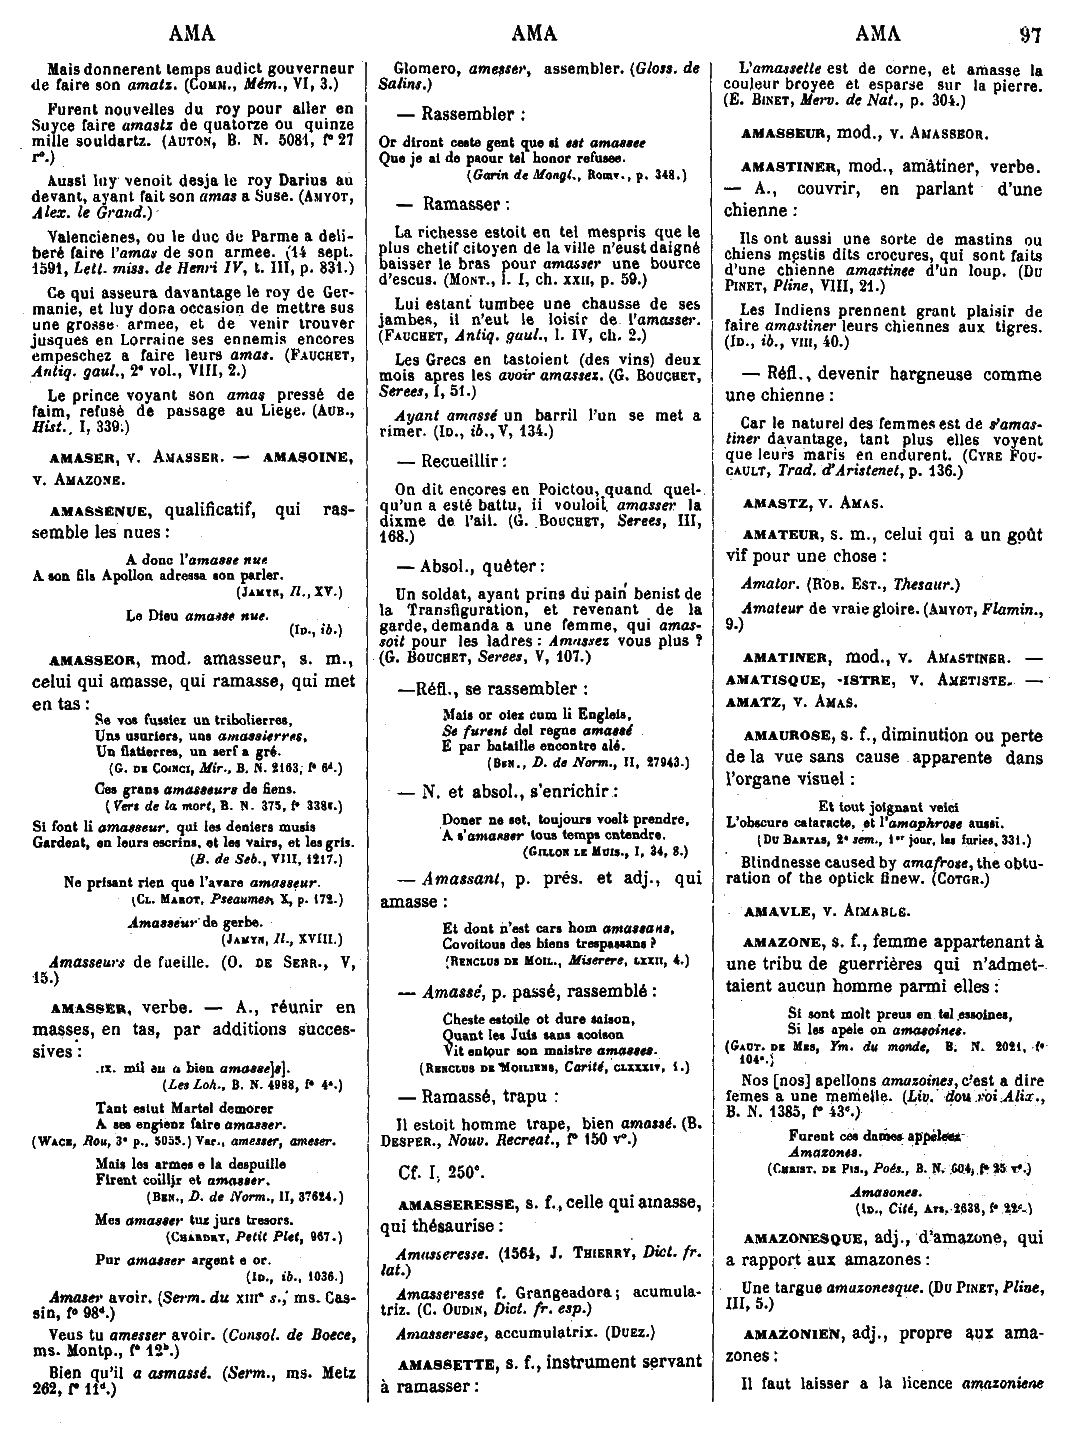 AMA
AMA
AMA
97
Mais donnerent temps audict gouverneur
de faire son amatz. (COMM., Mém., VI, 3.)
Furent nouvelles du roy pour aller en
Suyce faire amastz de quatorze ou quinze
mille souldartz. (AUTON, B. N. 5081, f° 27
r°.)
Aussi luy venoit desja le roy Darius au
devant, ayant fait son amas a Suse. (AMYOT,
Alex. le Grand.)
Valencienes, ou le duc de Parme a deli-
beré faire l'amas de son armee. (14 sept.
1591, Lett. miss. de Henri IV, t. III, p. 831.)
Ce qui asseura davantage le roy de Ger-
manie, et luy dona occasion de mettre sus
une grosse armee, et de venir trouver
jusques en Lorraine ses ennemis encores
empeschez a faire leurs amas. (FAUCHET,
Antiq. gaul., 2° vol., VIII, 2.)
Le prince voyant son amas pressé de
faim, refusé de passage au Liege. (AUB.,
Hist., I, 339.)
AMASER, V. AMASSER. — AMASOINE,
V. AMAZONE.
AMASSENUE, qualificatif, qui ras-
semble les nues :
A donc l'amasse nue
A son fils Apollon adressa son parler.
(JAMYN, Il., XV.)
Le Dieu amasse nue.
(ID., ib.)
AMASSEOR, mod. amasseur, s. m.,
celui qui amasse, qui ramasse, qui met
en tas :
Se vos fussiez un tribolierres,
Uns usuriers, uns amassierres,
Un flatierres, un serf a gré.
(G. DE COINCI, Mir., B. N. 2163, f° 6d.)
Ces grans amasseurs de fiens.
(Vers de la mort, B. N. 375, f° 338c.)
Si font li amasseur, qui les deniers musis
Gardent, en leurs escrins, et les vairs, et les gris.
(B. de Seb., VIII, 1217.)
Ne prisant rien que l'avare amasseur.
(CL. MAROT, Pseaumes, X, p. 172.)
Amasseur de gerbe.
(JAMYN, Il., XVIII.)
Amasseurs de fueille. (O. DE SERR., V,
15.)
AMASSER, verbe. — A., réunir en
masses, en tas, par additions succes-
sives :
.IX. mil en a bien amasse[s].
(Les Loh., B. N. 4988, f° 4a.)
Tant estut Martel demorer
A ses engienz faire amasser.
(WACE, Rou, 3° p., 5055.) Var., amesser, ameser.
Mais les armes e la despuille
Firent coillir et amasser.
(BEN., D. de Norm., II, 37624.)
Mes amasser tuz jurs tresors.
(CHARDRY, Petit Plet, 967.)
Pur amasser argent e or.
(ID., ib., 1036.)
Amaser avoir. (Serm. du XIII° s., ms. Cas-
sin, f° 98d.)
Veus tu amesser avoir. (Consol. de Boece,
ms. Montp., f° 12b.)
Bien qu'il a asmassé. (Serm., ms. Metz
262, f° 11d.)
Glomero, amesser, assembler. (Gloss. de
Salins.)
— Rassembler :
Or diront ceste gent que si est amassee
Que je ai de paour tel honor refusee.
(Garin de Mongl., ROMV., p. 348.)
— Ramasser :
La richesse estoit en tel mespris que le
plus chetif citoyen de la ville n'eust daigné
baisser le bras pour amasser une bource
d'escus. (MONT., l. I, ch. XXII, p. 59.)
Lui estant tumbee une chausse de ses
jambes, il n'eut le loisir de l'amasser.
(FAUCHET, Antiq. gaul., l. IV, ch. 2.)
Les Grecs en tastoient (des vins) deux
mois apres les avoir amassez. (G. BOUCHET,
Serees, I, 51.)
Ayant amassé un barril l'un se met a
rimer. (ID., ib., V, 134.)
— Recueillir :
On dit encores en Poictou, quand quel-
qu'un a esté battu, il vouloit amasser la
dixme de l'ail. (G. BOUCHET, Serees, III,
168.)
— Absol., quêter :
Un soldat, ayant prins du pain benist de
la Transfiguration, et revenant de la
garde, demanda a une femme, qui amas-
soit pour les ladres : Amassez vous plus ?
(G. BOUCHET, Serees, V, 107.)
— Réfl., se rassembler :
Mais or oiez cum li Engleis,
Se furent del regne amassé
E par bataille encontre alé.
(BEN., D. de Norm., II, 27943.)
— N. et absol., s'enrichir :
Doner ne set, toujours voelt prendre,
A s'amasser tous temps entendre.
(GILLON LE MUIS., I, 34, 8.)
— Amassant, p. prés. et adj., qui
amasse :
Et dont n'est cars hom amassans,
Covoitous des biens trespassans ?
(RENCLUS DE MOIL., Miserere, LXXII, 4.)
— Amassé, p. passé, rassemblé :
Cheste estoile ot dure saison,
Quant les Juis sans acoison
Vit entour son maistre amasses.
(RENCLUS DE MOILIENS, Carité, CLXXXIV, 1.)
— Ramassé, trapu :
Il estoit homme trape, bien amassé. (B.
DESPER., Nouv. Recreat., f° 150 v°.)
Cf. I, 250c.
AMASSERESSE, s. f., celle qui amasse,
qui thésaurise :
Amasseresse. (1564, J. THIERRY, Dict. fr.
lat.)
Amasseresse f. Grangeadora; acumula-
triz. (C. OUDIN, Dict. fr. esp.)
Amasseresse, accumulatrix. (DUEZ.)
AMASSETTE, s. f., instrument servant
à ramasser :
L'amassette est de corne, et amasse la
couleur broyee et esparse sur la pierre.
(E. BINET, Merv. de Nat., p. 304.)
AMASSEUR, mod., v. AMASSEOR.
AMASTINER, mod., amâtiner, verbe.
— A., couvrir, en parlant d'une
chienne :
Ils ont aussi une sorte de mastins ou
chiens mestis dits crocures, qui sont faits
d'une chienne amastinee d'un loup. (DU
PINET, Pline, VIII, 21.)
Les Indiens prennent grant plaisir de
faire amastiner leurs chiennes aux tigres.
(ID., ib., VIII, 40.)
— Réfl., devenir hargneuse comme
une chienne :
Car le naturel des femmes est de s'amas-
tiner davantage, tant plus elles voyent
que leurs maris en endurent. (CYRE FOU-
CAULT, Trad. d'Aristenet, p. 136.)
AMASTZ, V. AMAS.
AMATEUR, s. m., celui qui a un goût
vif pour une chose :
Amator. (ROB. EST., Thesaur.)
Amateur de vraie gloire. (AMYOT, Flamin.,
9.)
AMATINER, mod., v. AMASTINER. —
AMATISQUE, -ISTRE, V. AMETISTE. —
AMATZ, V. AMAS.
AMAUROSE, s. f., diminution ou perte
de la vue sans cause apparente dans
l'organe visuel :
Et tout joignant veici
L'obscure cataracte, et l'amaphrose aussi.
(DU BARTAS, 2° sem., 1er jour, les furies, 331.)
Blindnesse caused by amafrose, the obtu-
ration of the optick sinew. (COTGR.)
AMAVLE, V. AIMABLE.
AMAZONE, s. f., femme appartenant à
une tribu de guerrières qui n'admet-
taient aucun homme parmi elles :
Si sont molt preus en tel essoines,
Si les apele on amasoines.
(GAUT. DE MES, Ym. du monde, B. N. 2021, f°
104a.)
Nos [nos] apellons amazoines, c'est a dire
femes a une memelle. (Liv. dou roi Alix.,
B. N. 1385, f° 43c.)
Furent ces dames appelees
Amazones.
(CHRIST. DE PIS., Poés., B. N. 604, f° 25 v°.)
Amasones.
(ID., Cité, ARS. 2638, f° 22c.)
AMAZONESQUE, adj., d'amazone, qui
a rapport aux amazones :
Une targue amazonesque. (DU PINET, Pline,
III, 5.)
AMAZONIEN, adj., propre aux ama-
zones :
Il faut laisser a la licence amazoniene